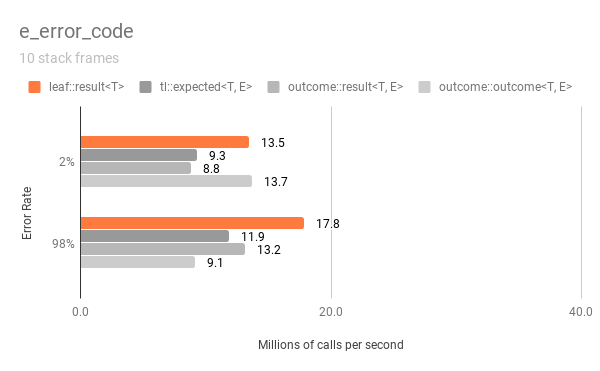 e_error_code
10 stack frames
leaf::result<T> tl::expected<T, E> outcome::result<T, E> outcome::outcome<T, E>
Error Rate
2%
13.5
9.3
8.8
13.7
98%
17.8
11.9
13.2
9.1
0.0 20.0 40.0
Millions of calls per second